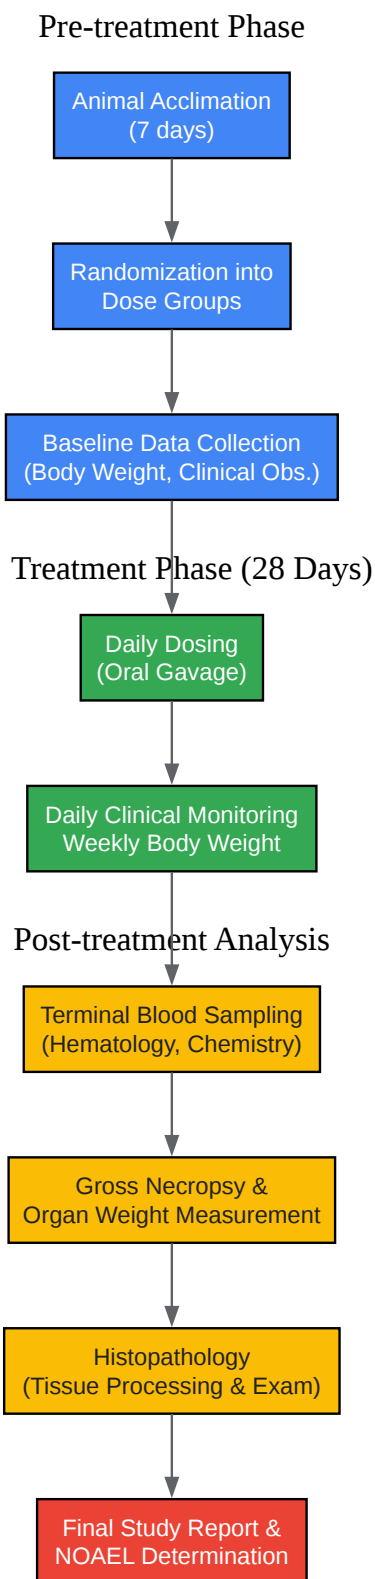 Pre-treatment Phase
Animal Acclimation
(7 days)
Randomization into
Dose Groups
Baseline Data Collection
(Body Weight, Clinical Obs.)
Treatment Phase (28 Days)
Daily Dosing
(Oral Gavage)
Daily Clinical Monitoring
Weekly Body Weight
Post-treatment Analysis
Terminal Blood Sampling
(Hematology, Chemistry)
Gross Necropsy &
Organ Weight Measurement
Histopathology
(Tissue Processing & Exam)
Final Study Report &
NOAEL Determination